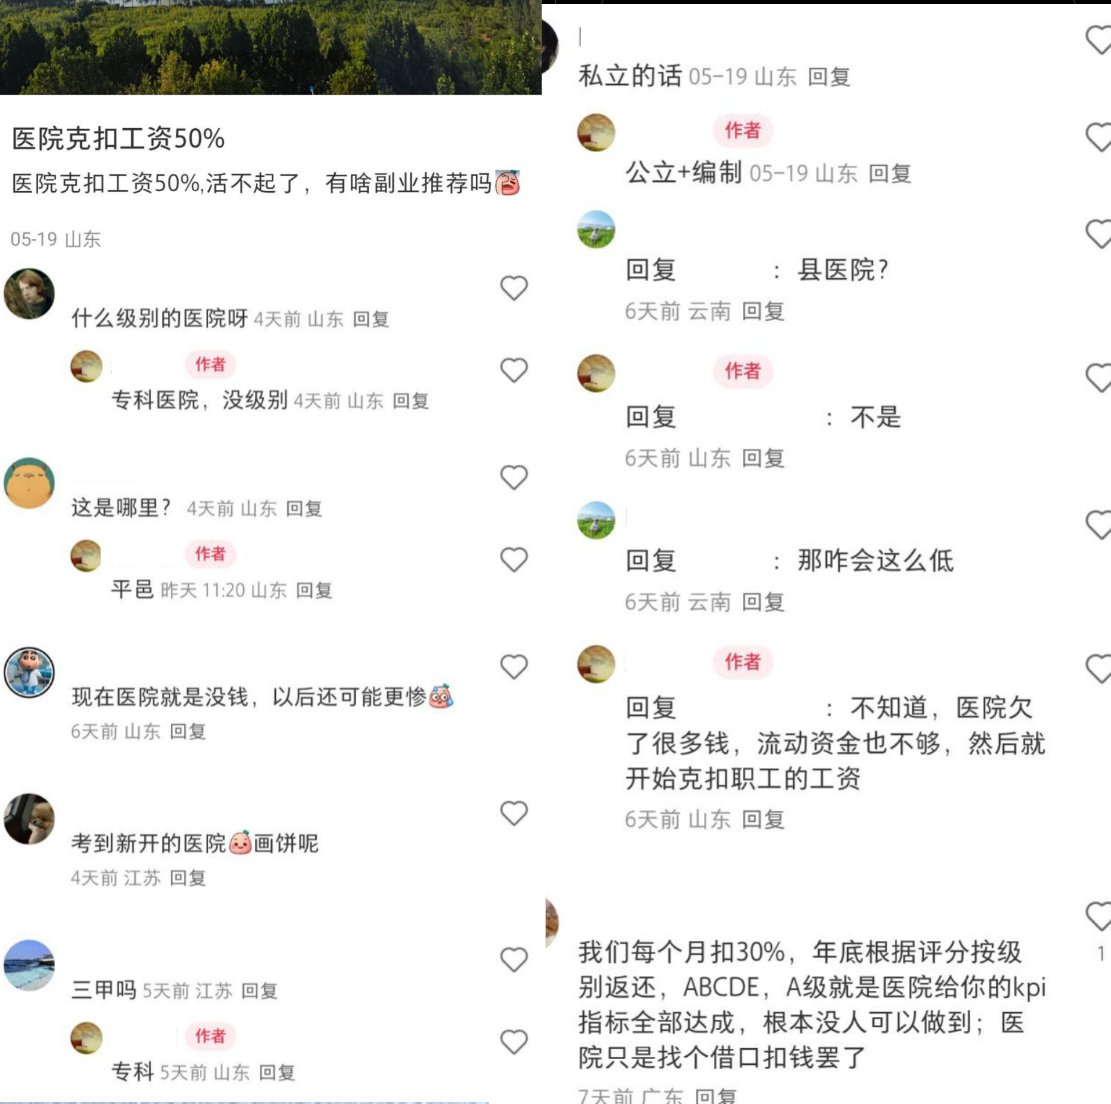 医院克扣工资50%
医院克扣工资50%,活不起了，有啥副业推荐吗
05-19 山东
什么级别的医院呀 4天前 山东 回复
作者
专科医院，没级别 4天前 山东 回复
这是哪里？ 4天前 山东 回复
作者
平邑 昨天 11:20 山东 回复
现在医院就是没钱，以后还可能更惨
6天前 山东 回复
考到新开的医院画饼呢
4天前 江苏 回复
三甲吗 5天前 江苏 回复
作者
专科 5天前 山东 回复
私立的话 05-19 山东 回复
作者
公立+编制 05-19 山东 回复
回复 ：县医院？
6天前 云南 回复
作者
回复 ：不是
6天前 山东 回复
回复 ：那咋会这么低
6天前 云南 回复
作者
回复 ：不知道，医院欠
了很多钱，流动资金也不够，然后就
开始克扣职工的工资
6天前 山东 回复
我们每个月扣30%，年底根据评分按级
1
别返还，ABCDE，A级就是医院给你的kpi
指标全部达成，根本没人可以做到；医
院只是找个借口扣钱罢了
7天前 广东 回复